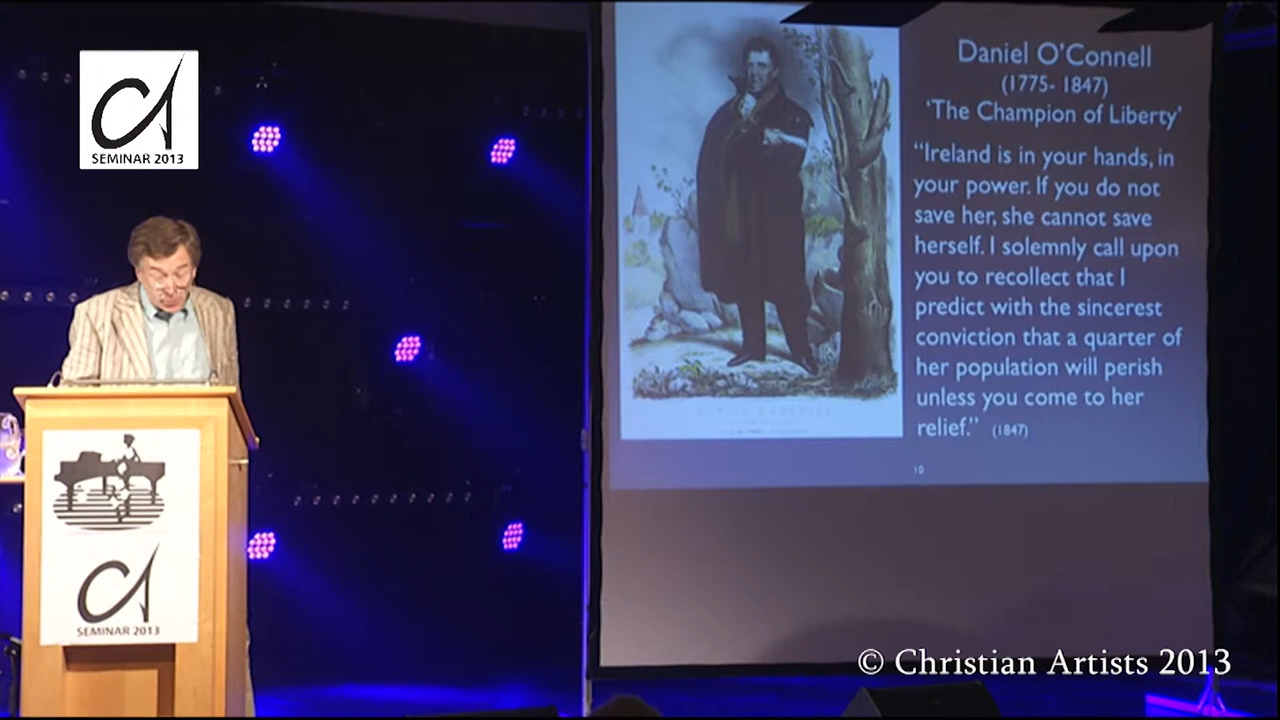 CA
SEMINAR 2013
Daniel O'Connell
(1775- 1847)
'The Champion of Liberty'
“Ireland is in your hands, in
your power. If you do not
save her, she cannot save
herself. I solemnly call upon
you to recollect that I
predict with the sincerest
conviction that a quarter of
her population will perish
unless you come to her
relief.” (1847)
10
CA
SEMINAR 2013
© Christian Artists 2013